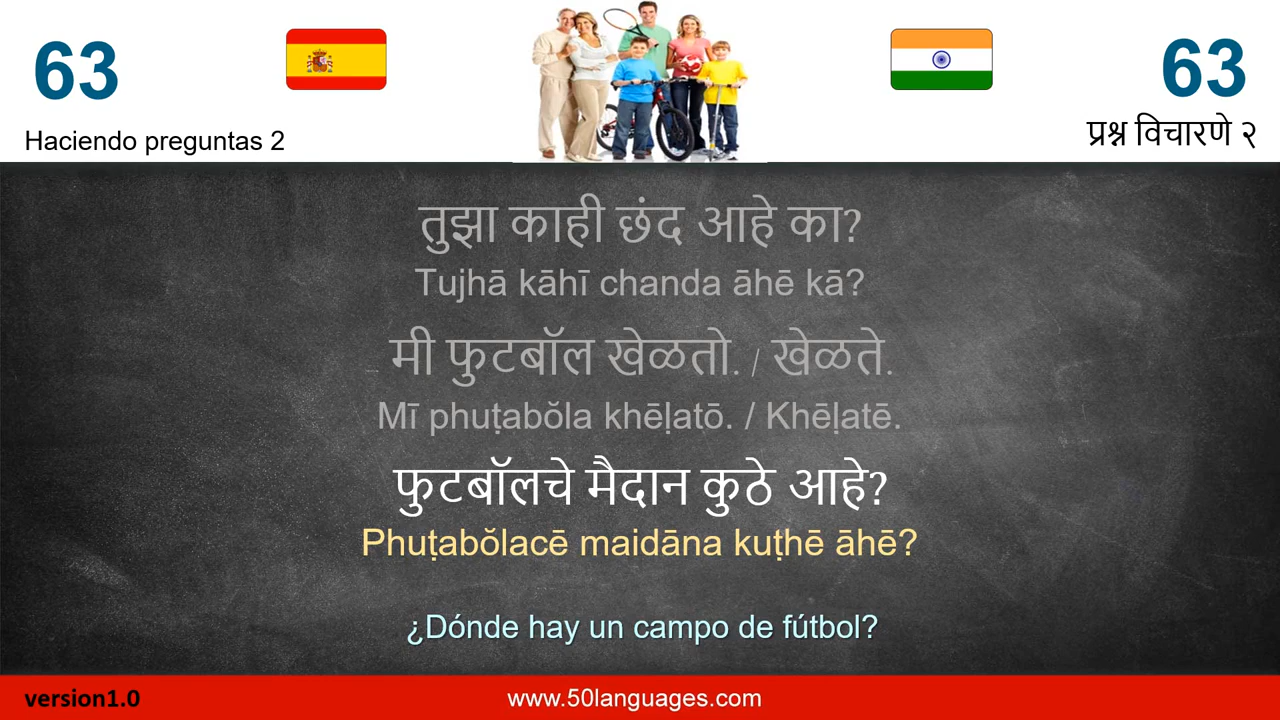 63
63
Haciendo preguntas 2
प्रश्न विचारणे २
तुझा काही छंद आहे का?
Tujhā kāhī chanda āhē kā?
मी फुटबॉल खेळतो. / खेळते.
Mī phuṭabŏla khēḷatō. / Khēḷatē.
फुटबॉलचे मैदान कुठे आहे?
Phuṭabŏlacē maidāna kuṭhē āhē?
¿Dónde hay un campo de fútbol?
version1.0
www.50languages.com